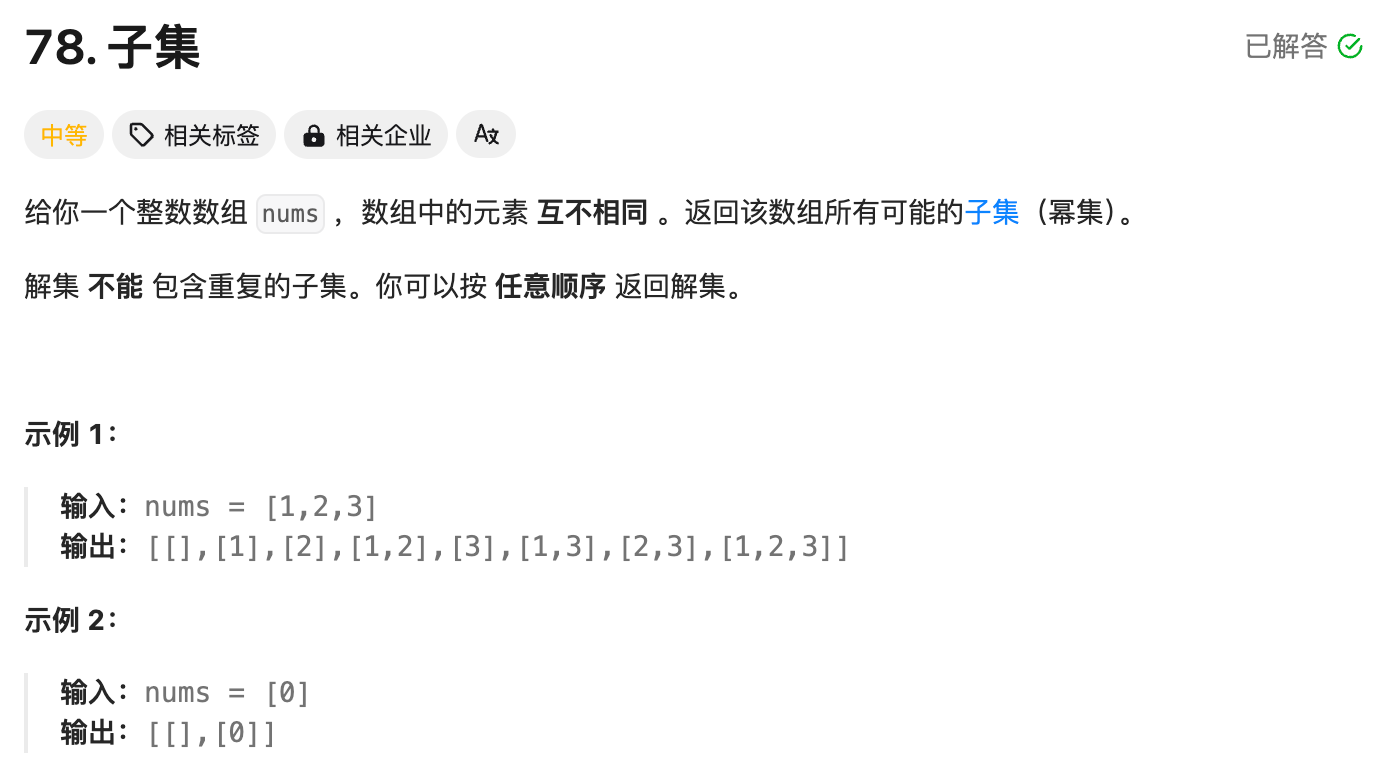 78. 子集
已解答
中等 相关标签 相关企业
给你一个整数数组 nums ，数组中的元素 互不相同 。返回该数组所有可能的子集（幂集）。
解集 不能 包含重复的子集。你可以按 任意顺序 返回解集。
示例 1：
输入：nums = [1,2,3]
输出：[[],[1],[2],[1,2],[3],[1,3],[2,3],[1,2,3]]
示例 2：
输入：nums = [0]
输出：[[],[0]]